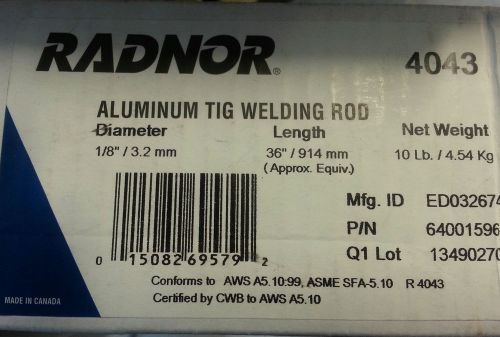 RADNOR® 4043
ALUMINUM TIG WELDING ROD
Diameter Length Net Weight
1/8" / 3.2 mm 36" / 914 mm 10 Lb. / 4.54 Kg
( Approx. Equiv.)
Mfg. ID ED032674
P/N 64001596
Q1 Lot 13490270
0 15082 69579 2
Conforms to AWS A5.10:99, ASME SFA-5.10 R 4043
Certified by CWB to AWS A5.10
MADE IN CANADA